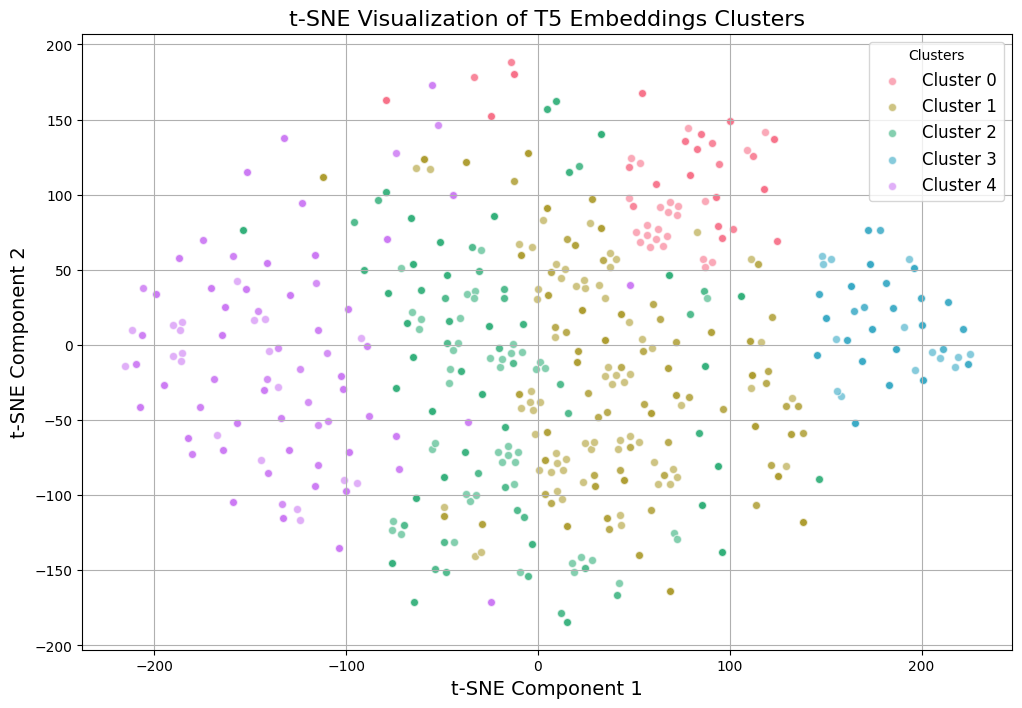 t-SNE Visualization of T5 Embeddings Clusters
Clusters
Cluster 0
Cluster 1
Cluster 2
Cluster 3
Cluster 4
t-SNE Component 2
200
150
100
50
0
−50
−100
−150
−200
−200
−100
0
100
200
t-SNE Component 1